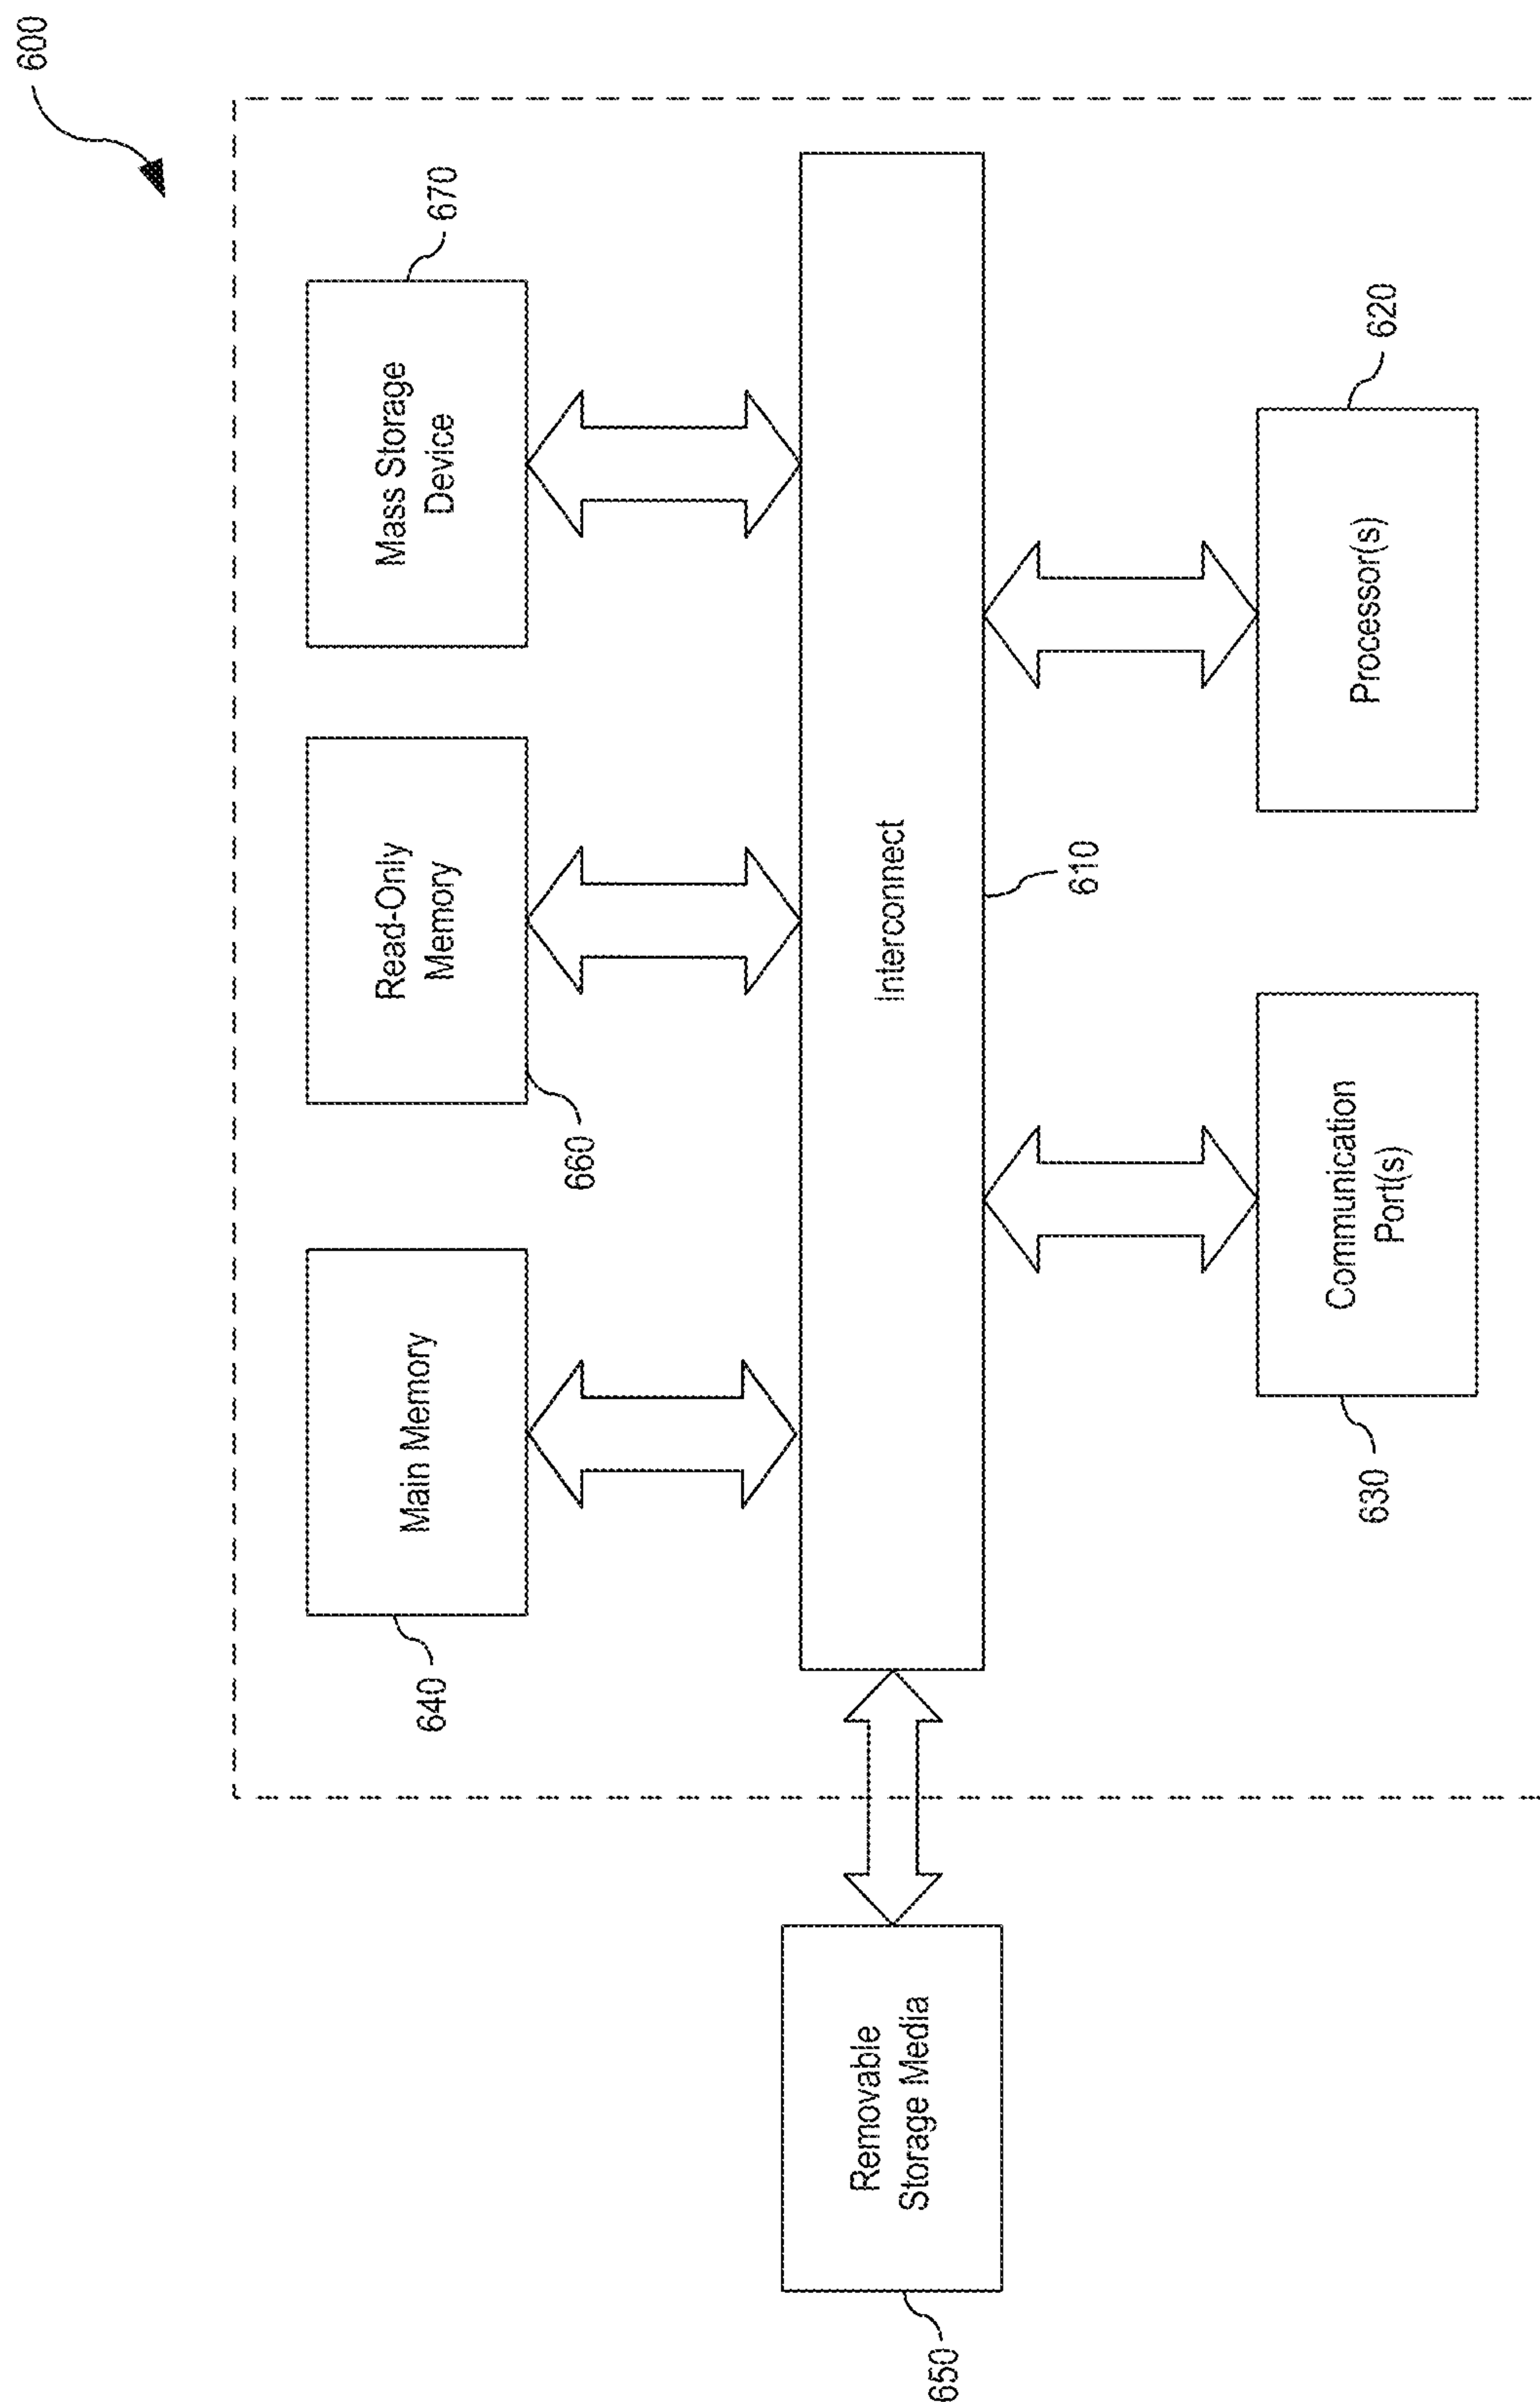 600
Main Memory
640
Read-Only
Memory
660
Mass Storage
Device
670
Removable
Storage Media
650
Interconnect
610
Communication
Port(s)
630
Processor(s)
620